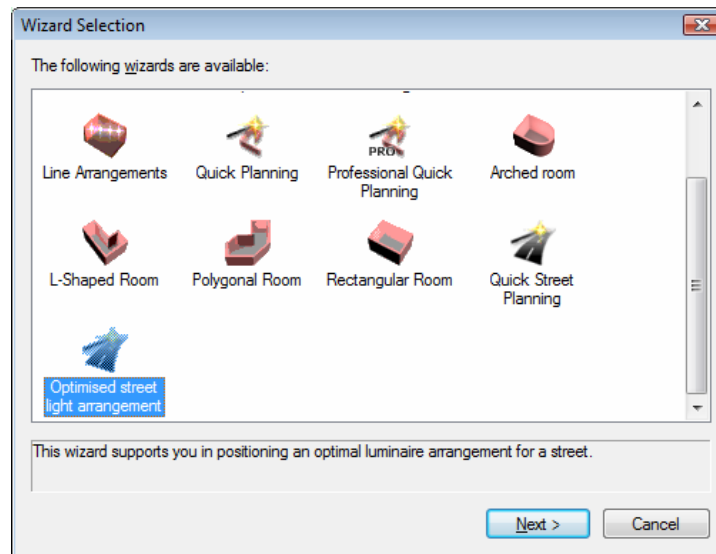 Wizard Selection
The following wizards are available:
Line Arrangements
Quick Planning
PRO
Professional Quick
Planning
Arched room
L-Shaped Room
Polygonal Room
Rectangular Room
Quick Street
Planning
Optimised street
light arrangement
This wizard supports you in positioning an optimal luminaire arrangement for a street.
Next >
Cancel